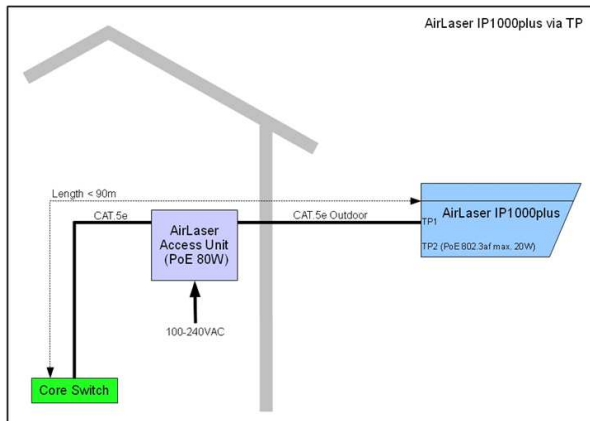 AirLaser IP1000plus via TP
Length < 90m
CAT.5e
CAT.5e Outdoor
AirLaser IP1000plus
TP1
TP2 (PoE 802.3af max. 20W)
AirLaser
Access Unit
(PoE 80W)
100-240VAC
Core Switch